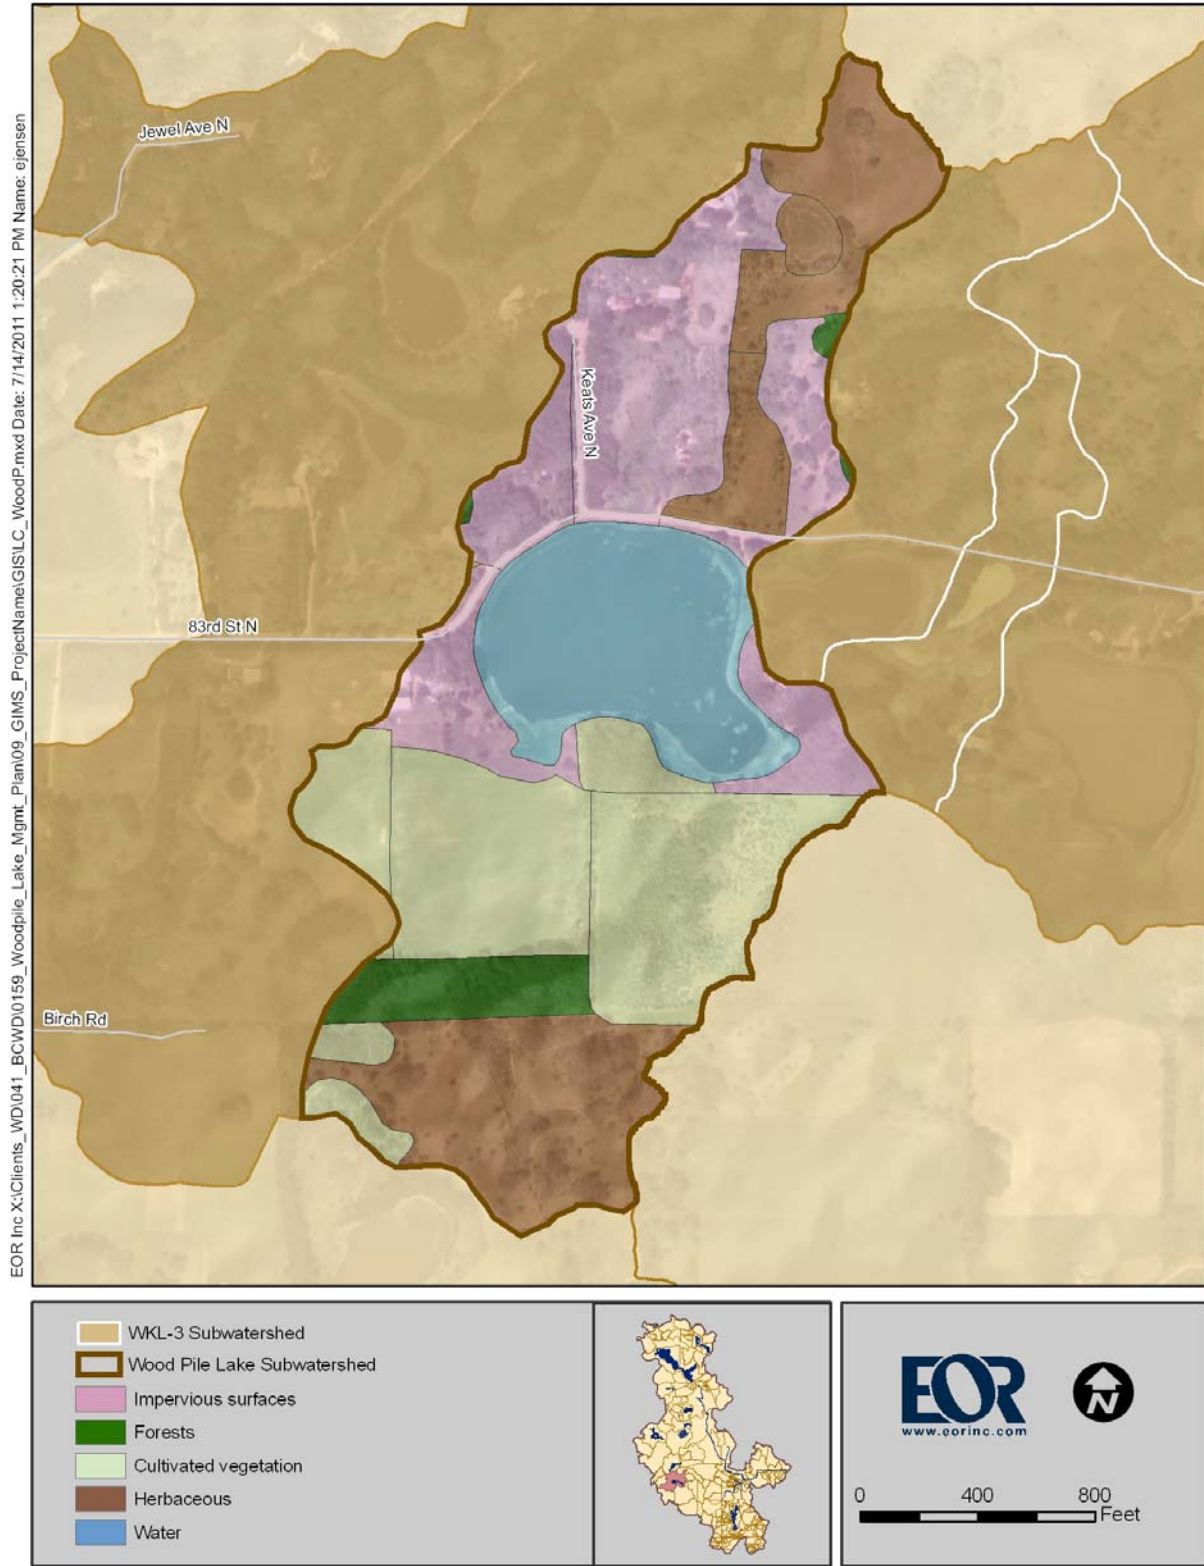 EOR Inc X:\Clients_WD\041_BCWD\0159_Woodpile_Lake_Mgmt_Plan\09_GIMS_ProjectName\GIS\LC_WoodP.mxd Date: 7/14/2011 1:20:21 PM Name: ejensen
Jewel Ave N
Keats Ave N
83rd St N
Birch Rd
WKL-3 Subwatershed
Wood Pile Lake Subwatershed
Impervious surfaces
Forests
Cultivated vegetation
Herbaceous
Water
EOR
www.eorinc.com
N
0 400 800
Feet